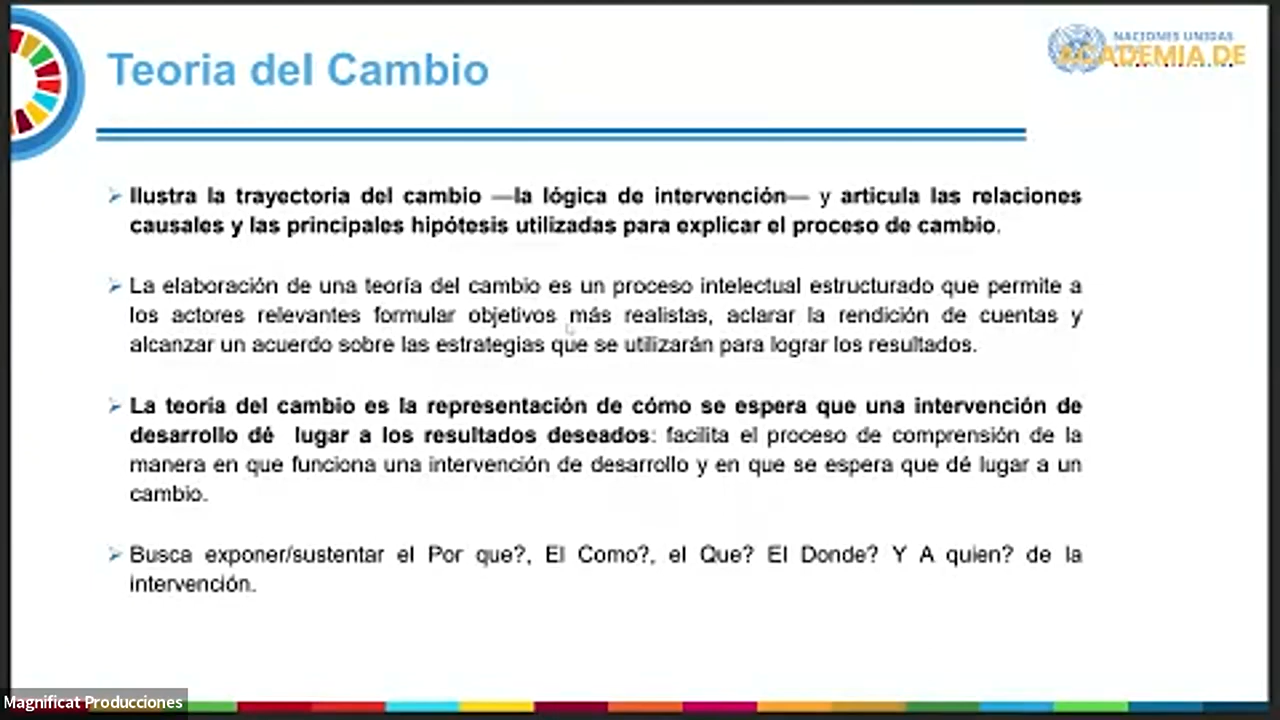 Teoria del Cambio
NACIONES UNIDAS
ACADEMIA DE
➢ Ilustra la trayectoria del cambio —la lógica de intervención— y articula las relaciones
causales y las principales hipótesis utilizadas para explicar el proceso de cambio.
➢ La elaboración de una teoría del cambio es un proceso intelectual estructurado que permite a
los actores relevantes formular objetivos más realistas, aclarar la rendición de cuentas y
alcanzar un acuerdo sobre las estrategias que se utilizarán para lograr los resultados.
➢ La teoría del cambio es la representación de cómo se espera que una intervención de
desarrollo dé lugar a los resultados deseados: facilita el proceso de comprensión de la
manera en que funciona una intervención de desarrollo y en que se espera que dé lugar a un
cambio.
➢ Busca exponer/sustentar el Por que?, El Como?, el Que? El Donde? Y A quien? de la
intervención.
Magnificat Producciones